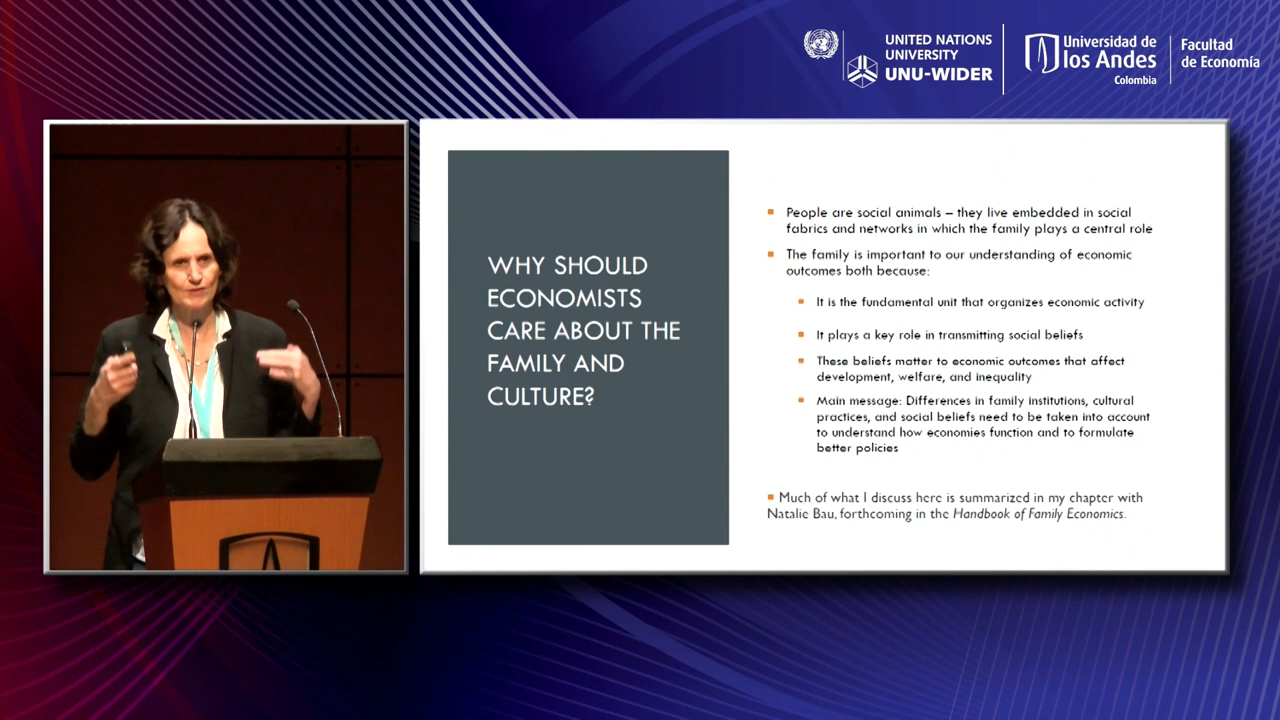 UNITED NATIONS
UNIVERSITY
UNU-WIDER
Universidad de
los Andes
Colombia
Facultad
de Economía
WHY SHOULD
ECONOMISTS
CARE ABOUT THE
FAMILY AND
CULTURE?
People are social animals – they live embedded in social
fabrics and networks in which the family plays a central role
The family is important to our understanding of economic
outcomes both because:
It is the fundamental unit that organizes economic activity
It plays a key role in transmitting social beliefs
These beliefs matter to economic outcomes that affect
development, welfare, and inequality
Main message: Differences in family institutions, cultural
practices, and social beliefs need to be taken into account
to understand how economies function and to formulate
better policies
Much of what I discuss here is summarized in my chapter with
Natalie Bau, forthcoming in the Handbook of Family Economics.